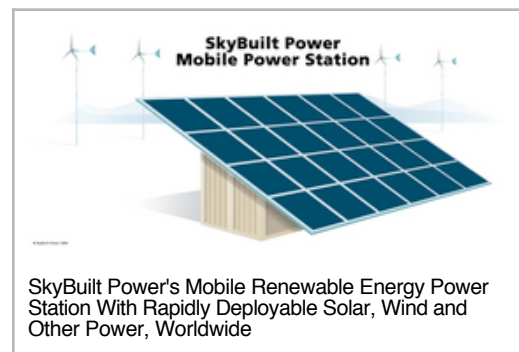 SkyBuilt Power
Mobile Power Station
SkyBuilt Power's Mobile Renewable Energy Power
Station With Rapidly Deployable Solar, Wind and
Other Power, Worldwide